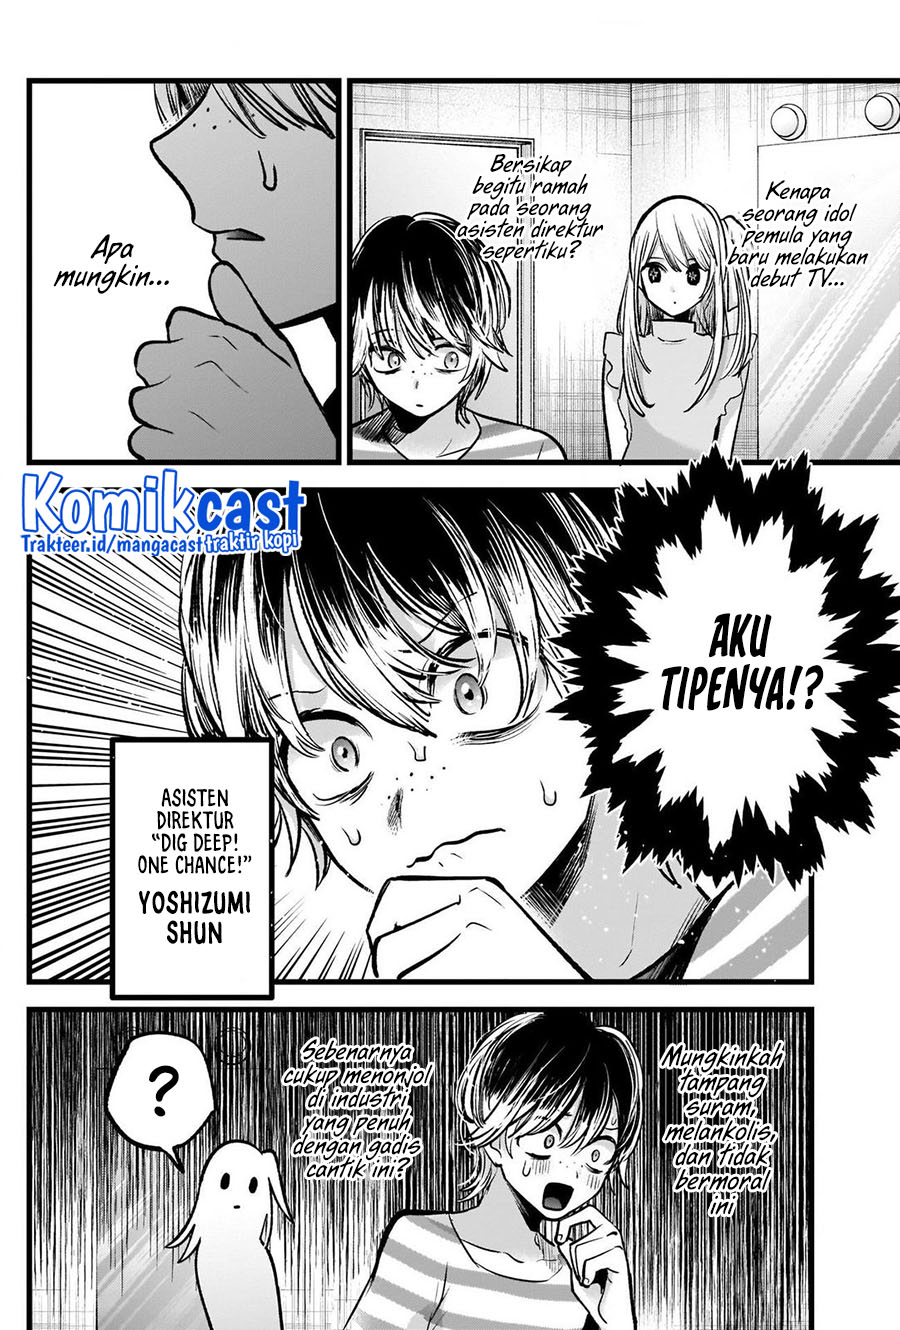 Kenapa
seorang idol
pemula yang
baru melakukan
debut TV...
Bersikap
begitu ramah
pada seorang
asisten direktur
sepertiku?
Apa
mungkin...
Komikcast
Trakteer.id/mangacast traktir kopi
AKU
TIPENYA!?
ASISTEN
DIREKTUR
"DIG DEEP!
ONE CHANCE!"
YOSHIZUMI
SHUN
Mungkinkah
tampang
suram,
melankolis,
dan tidak
bermoral
ini
Sebenarnya
cukup menonjol
di industri
yang penuh
dengan gadis
cantik ini?
?